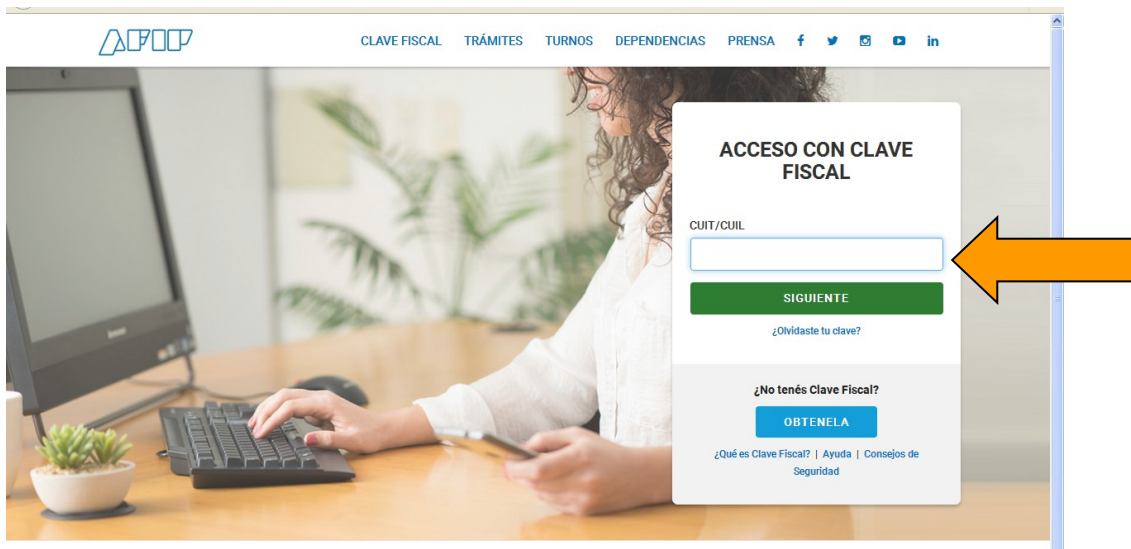 AFIP
CLAVE FISCAL TRÁMITES TURNOS DEPENDENCIAS PRENSA
ACCESO CON CLAVE
FISCAL
CUIT/CUIL
SIGUIENTE
¿Olvidaste tu clave?
¿No tenés Clave Fiscal?
OBTENELA
¿Qué es Clave Fiscal? | Ayuda | Consejos de
Seguridad